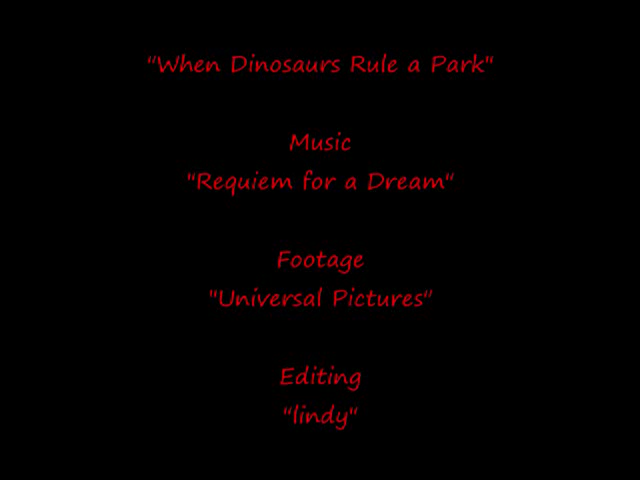 "When Dinosaurs Rule a Park"
Music
"Requiem for a Dream"
Footage
"Universal Pictures"
Editing
"lindy"